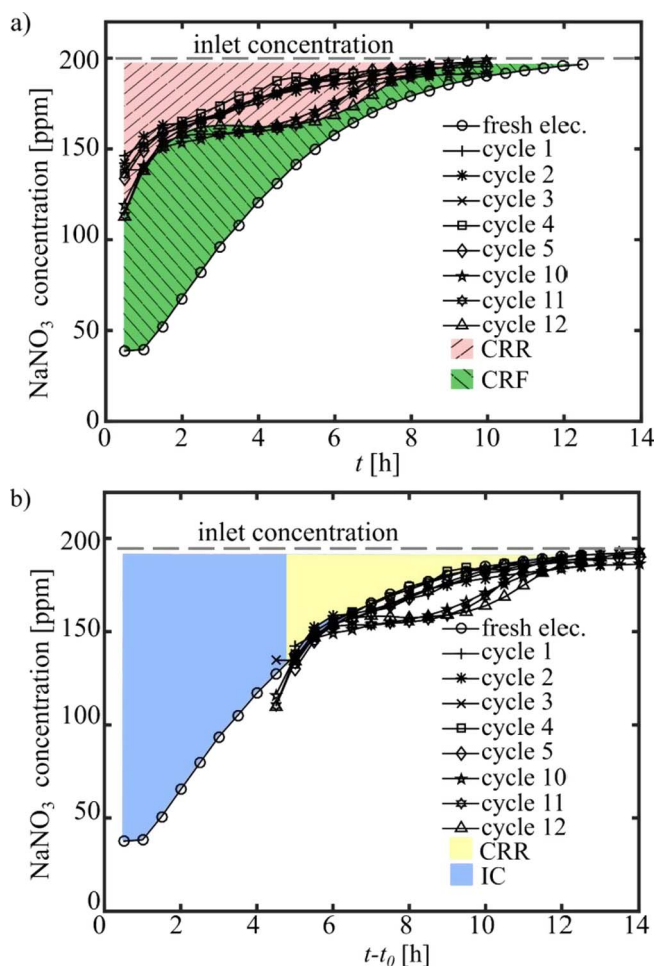 a)
inlet concentration
200
150
100
50
0
NaNO₃ concentration [ppm]
fresh elec.
cycle 1
cycle 2
cycle 3
cycle 4
cycle 5
cycle 10
cycle 11
cycle 12
CRR
CRF
0 2 4 6 8 10 12 14
t [h]
b)
inlet concentration
200
150
100
50
0
NaNO₃ concentration [ppm]
fresh elec.
cycle 1
cycle 2
cycle 3
cycle 4
cycle 5
cycle 10
cycle 11
cycle 12
CRR
IC
0 2 4 6 8 10 12 14
t-t₀ [h]